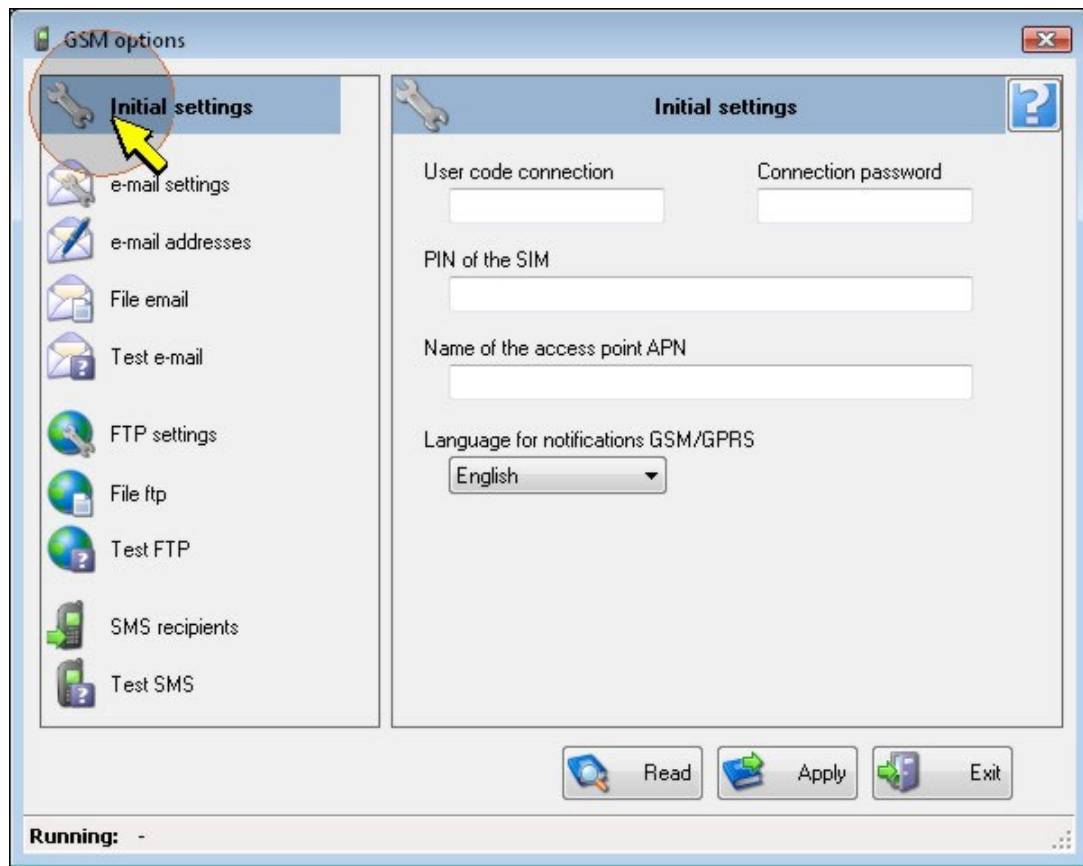 GSM options
Initial settings
e-mail settings
e-mail addresses
File email
Test e-mail
FTP settings
File ftp
Test FTP
SMS recipients
Test SMS
Initial settings
?
User code connection Connection password
PIN of the SIM
Name of the access point APN
Language for notifications GSM/GPRS
English
Read Apply Exit
Running: -